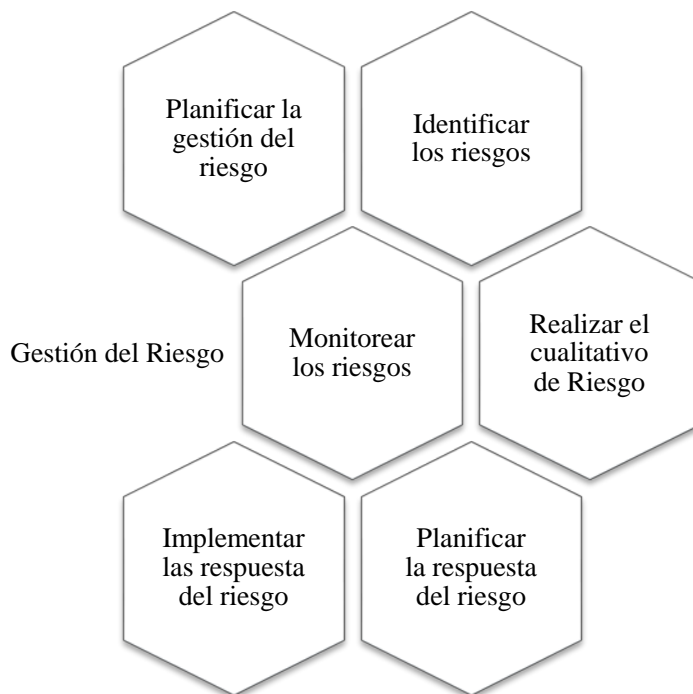 Planificar la
gestión del
riesgo
Identificar
los riesgos
Gestión del Riesgo
Monitorear
los riesgos
Realizar el
cualitativo
de Riesgo
Implementar
las respuesta
del riesgo
Planificar
la respuesta
del riesgo